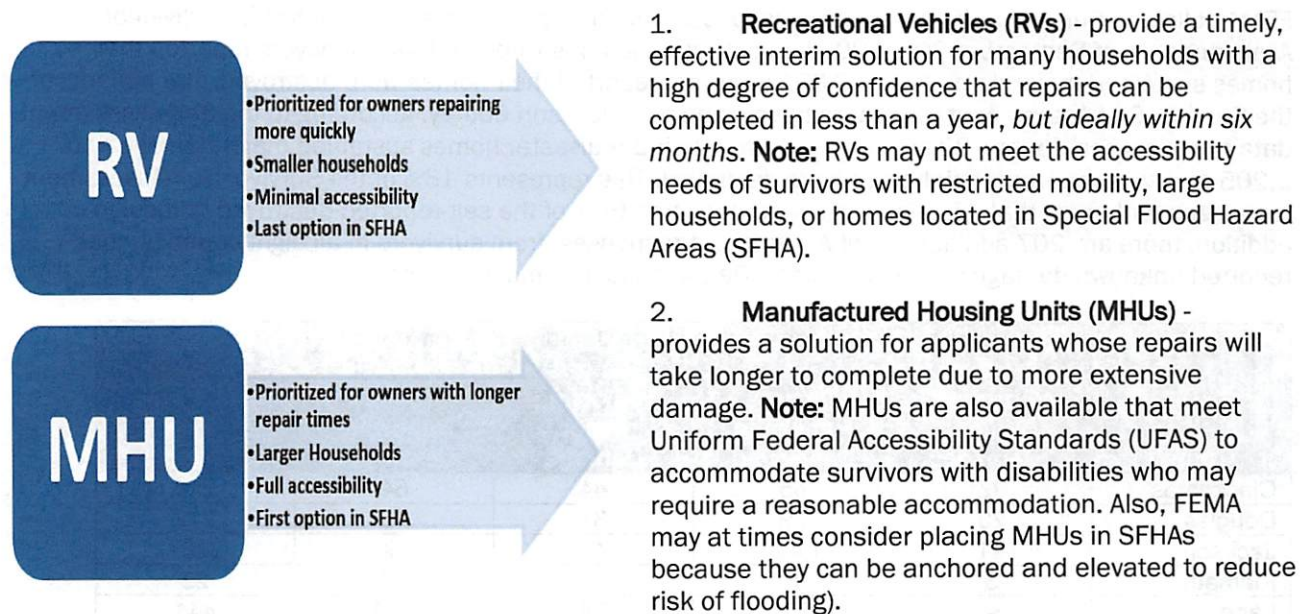 RV
•Prioritized for owners repairing
more quickly
•Smaller households
•Minimal accessibility
•Last option in SFHA
1. Recreational Vehicles (RVs) - provide a timely,
effective interim solution for many households with a
high degree of confidence that repairs can be
completed in less than a year, but ideally within six
months. Note: RVs may not meet the accessibility
needs of survivors with restricted mobility, large
households, or homes located in Special Flood Hazard
Areas (SFHA).
MHU
•Prioritized for owners with longer
repair times
•Larger Households
•Full accessibility
•First option in SFHA
2. Manufactured Housing Units (MHUs) -
provides a solution for applicants whose repairs will
take longer to complete due to more extensive
damage. Note: MHUs are also available that meet
Uniform Federal Accessibility Standards (UFAS) to
accommodate survivors with disabilities who may
require a reasonable accommodation. Also, FEMA
may at times consider placing MHUs in SFHAs
because they can be anchored and elevated to reduce
risk of flooding).